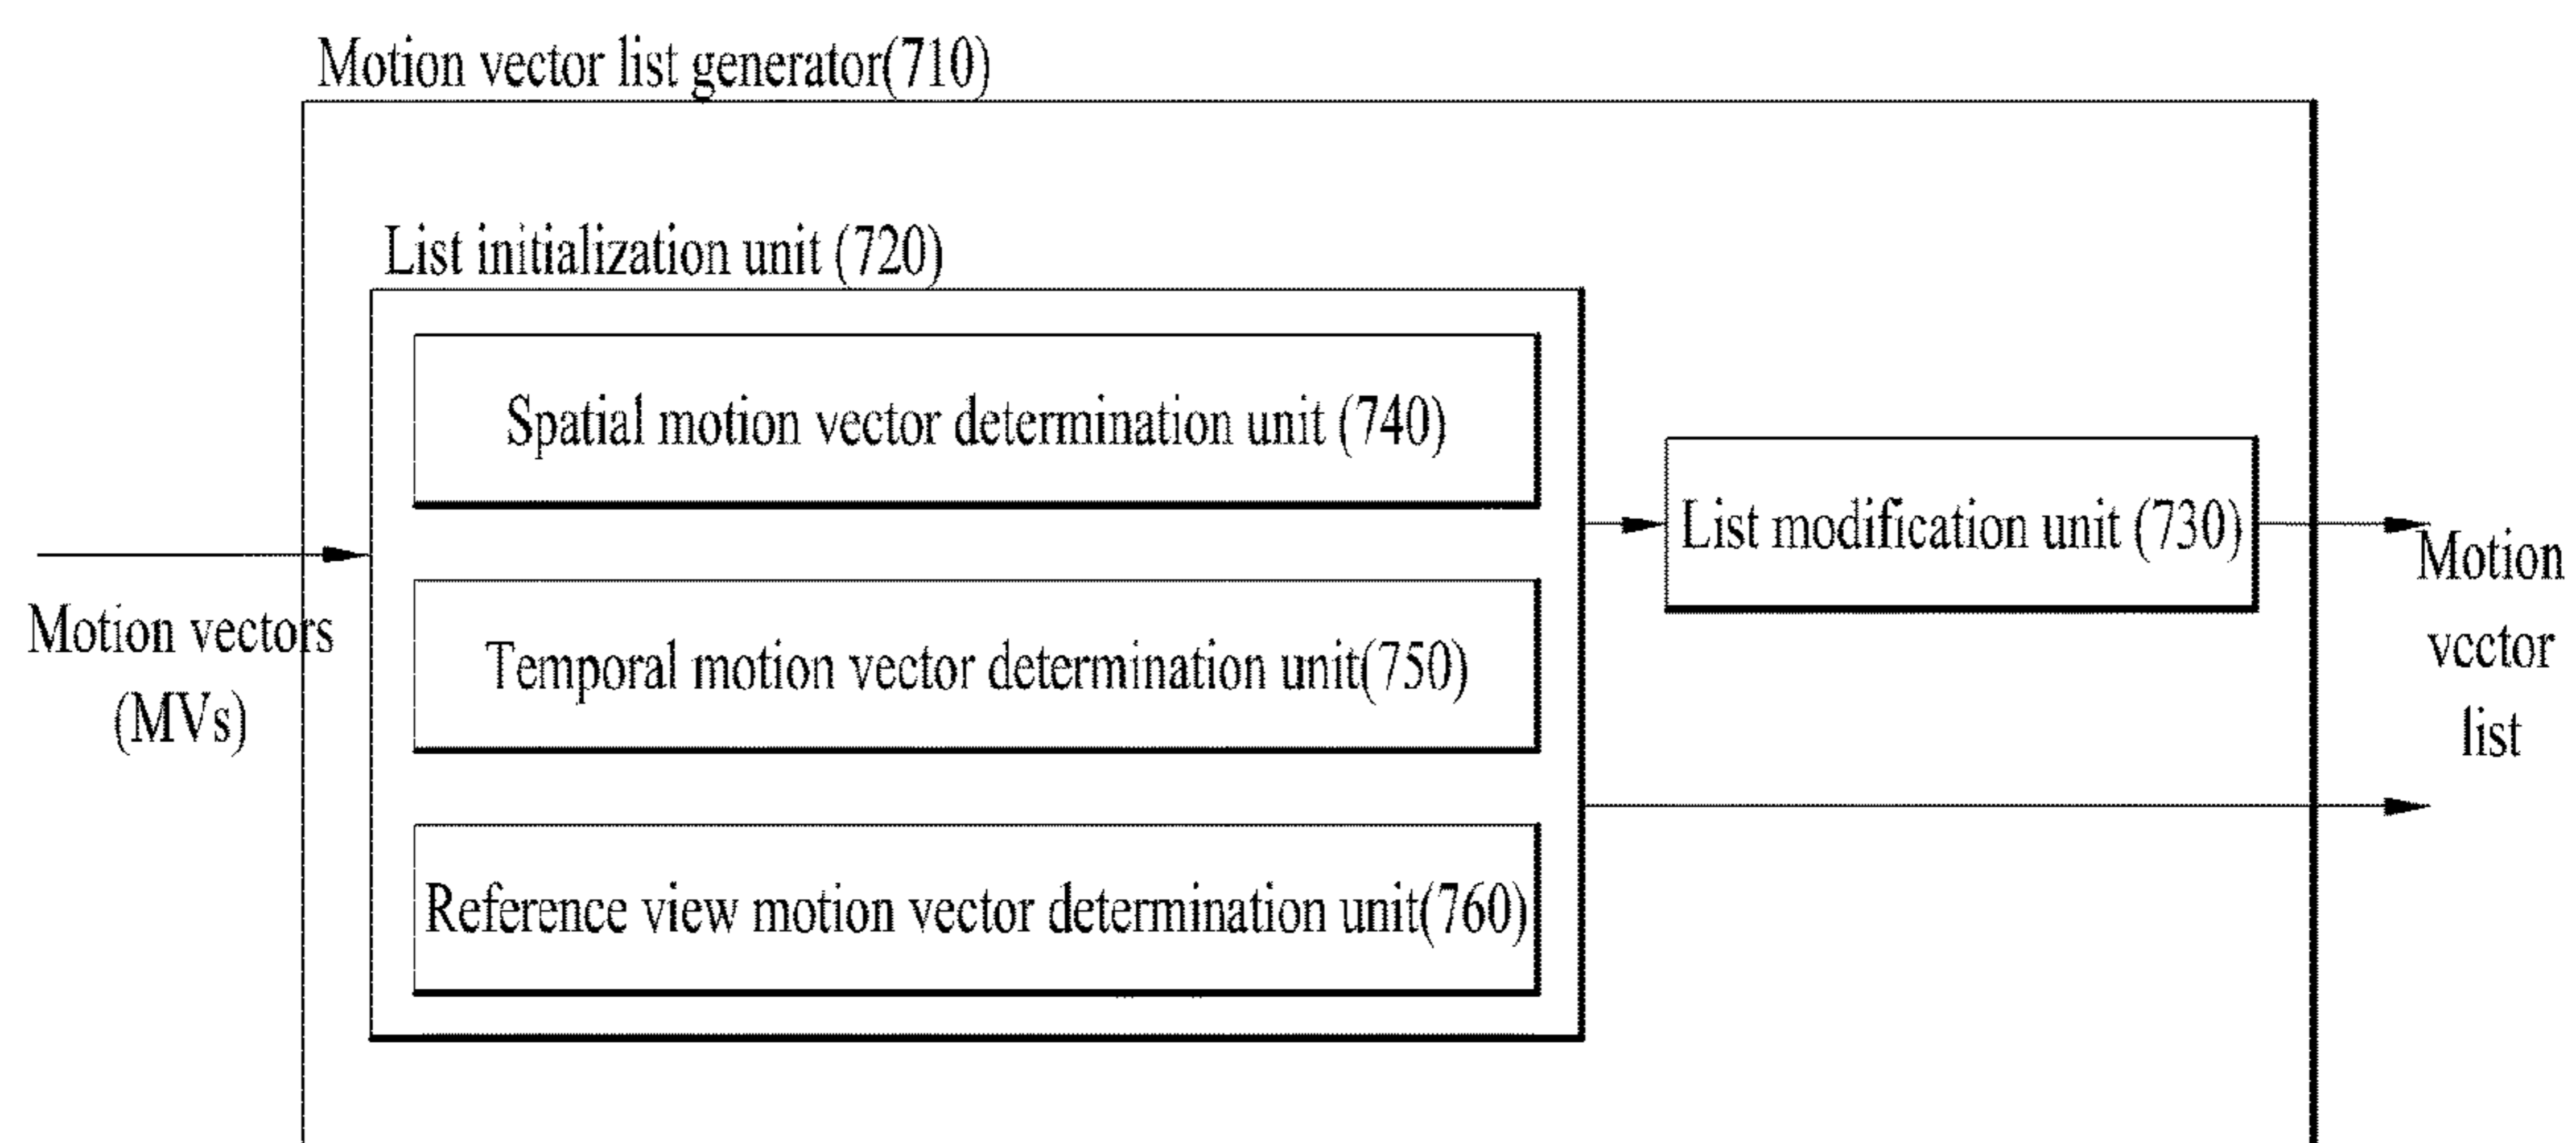 Motion vector list generator(710)
List initialization unit (720)
Spatial motion vector determination unit (740)
List modification unit (730)
Motion vectors
(MVs)
Temporal motion vector determination unit(750)
Motion
vector
list
Reference view motion vector determination unit(760)